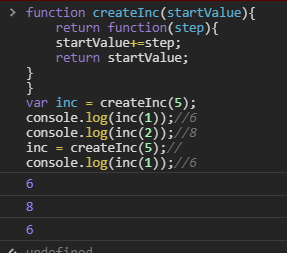 > function createInc(startValue){
return function(step){
startValue+=step;
return startValue;
}
}
var inc = createInc(5);
console.log(inc(1));//6
console.log(inc(2));//8
inc = createInc(5);//
console.log(inc(1));//6
6
8
6
undefined